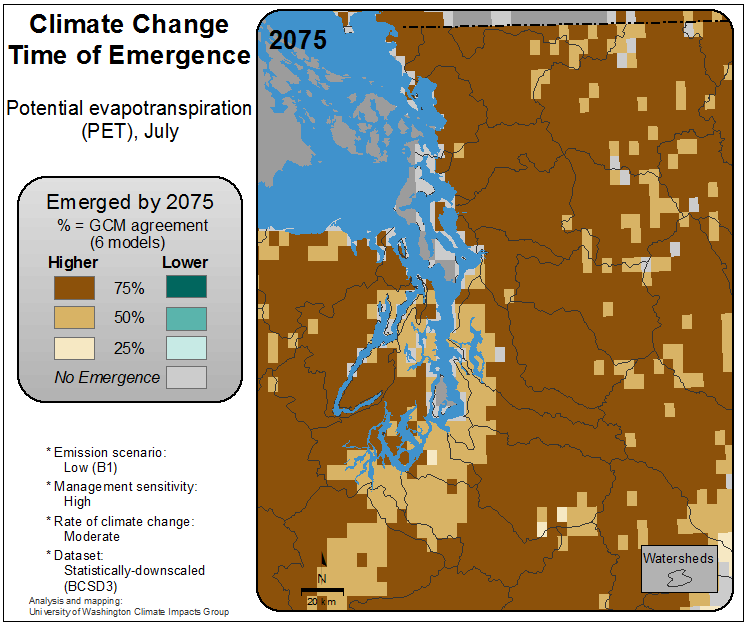 Climate Change
Time of Emergence
Potential evapotranspiration
(PET), July
Emerged by 2075
% = GCM agreement
(6 models)
Higher Lower
75%
50%
25%
No Emergence
* Emission scenario:
Low (B1)
* Management sensitivity:
High
* Rate of climate change:
Moderate
* Dataset:
Statistically-downscaled
(BCSD3)
Analysis and mapping:
University of Washington Climate Impacts Group
2075
N
20 km
Watersheds